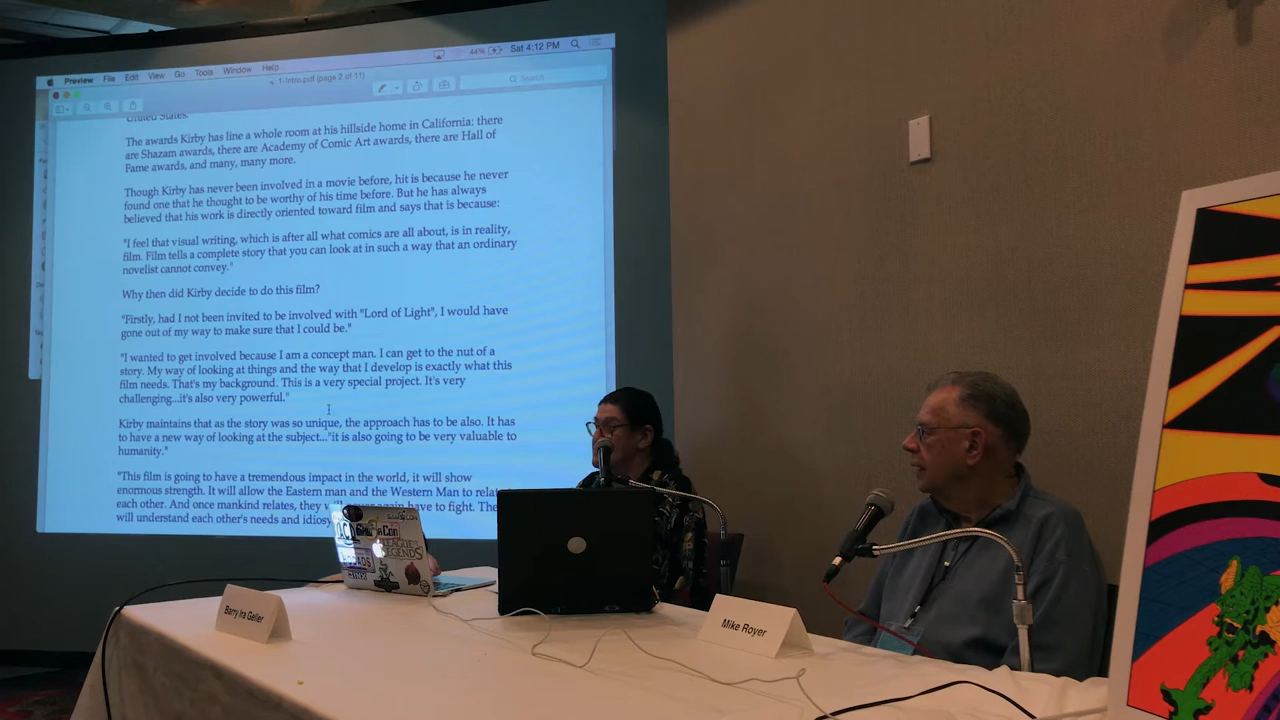 Preview File Edit View Go Tools Window Help
44% Sat 4:12 PM
1-Intro.pdf (page 2 of 11)
Search
United States.
The awards Kirby has line a whole room at his hillside home in California: there
are Shazam awards, there are Academy of Comic Art awards, there are Hall of
Fame awards, and many, many more.
Though Kirby has never been involved in a movie before, hit is because he never
found one that he thought to be worthy of his time before. But he has always
believed that his work is directly oriented toward film and says that is because:
"I feel that visual writing, which is after all what comics are all about, is in reality,
film. Film tells a complete story that you can look at in such a way that an ordinary
novelist cannot convey."
Why then did Kirby decide to do this film?
"Firstly, had I not been invited to be involved with "Lord of Light", I would have
gone out of my way to make sure that I could be."
"I wanted to get involved because I am a concept man. I can get to the nut of a
story. My way of looking at things and the way that I develop is exactly what this
film needs. That's my background. This is a very special project. It's very
challenging...it's also very powerful."
Kirby maintains that as the story was so unique, the approach has to be also. It has
to have a new way of looking at the subject..."it is also going to be very valuable to
humanity."
"This film is going to have a tremendous impact in the world, it will show
enormous strength. It will allow the Eastern man and the Western Man to relate
each other. And once mankind relates, they have to fight. The
will understand each other's needs and
LEGENDS
Barry Ira Geller
Mike Royer